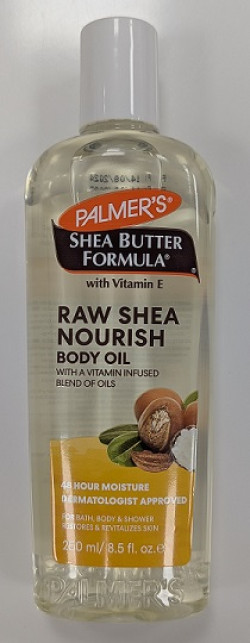 PALMER'S®
SHEA BUTTER
FORMULA®
with Vitamin E
RAW SHEA
NOURISH
BODY OIL
WITH A VITAMIN INFUSED
BLEND OF OILS
48 HOUR MOISTURE
DERMATOLOGIST APPROVED
FOR BATH, BODY & SHOWER
RESTORES & REVITALIZES SKIN
250 ml/ 8.5 fl. oz. e
PALMER'S